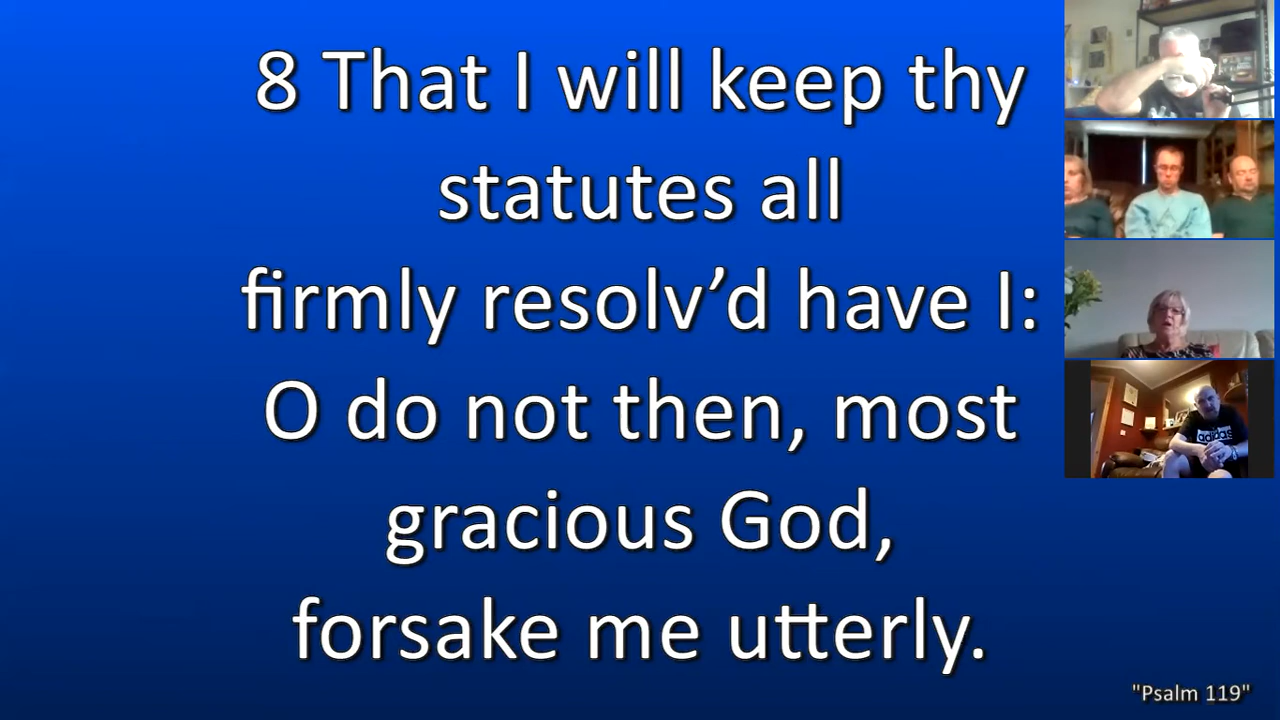 8 That I will keep thy
statutes all
firmly resolv’d have I:
O do not then, most
gracious God,
forsake me utterly.
adidas
"Psalm 119"